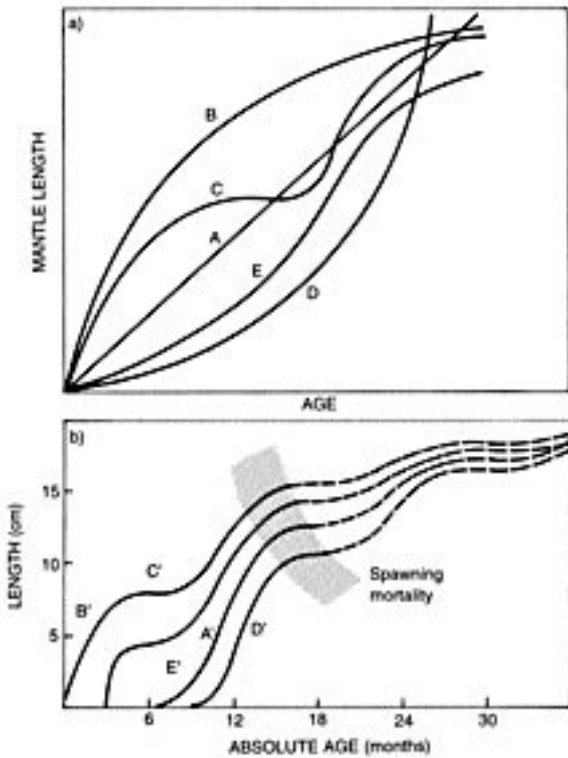 a)
B
C
A
E
D
MANTLE LENGTH
AGE
b)
15
10
5
LENGTH (cm)
C'
B'
E'
A'
D'
Spawning
mortality
6 12 18 24 30
ABSOLUTE AGE (months)